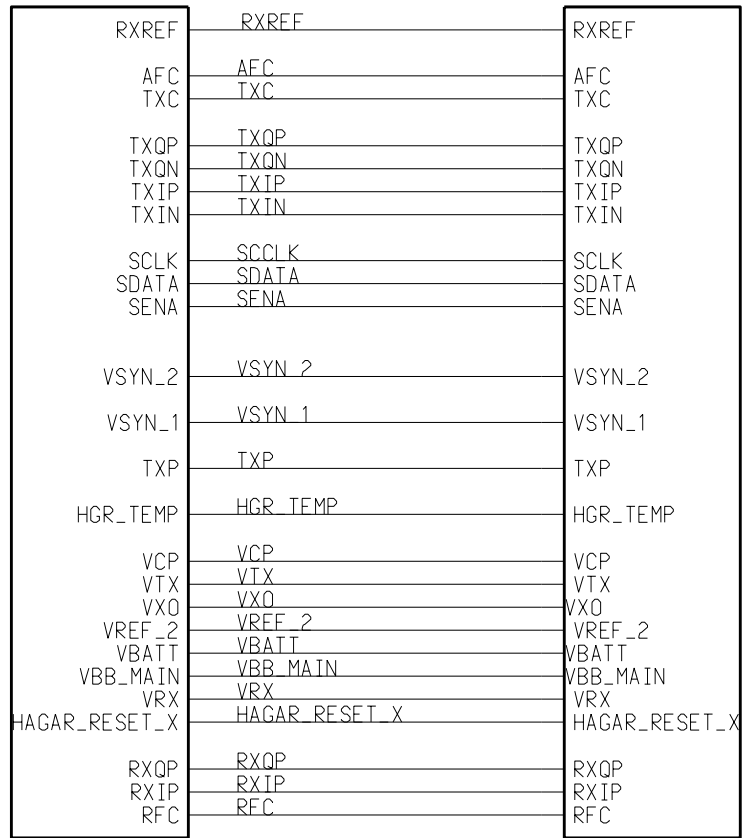 RXREF RXREF RXREF
AFC AFC AFC
TXC TXC TXC
TXQP TXQP TXQP
TXQN TXQN TXQN
TXIP TXIP TXIP
TXIN TXIN TXIN
SCLK SCCLK SCLK
SDATA SDATA SDATA
SENA SENA SENA
VSYN_2 VSYN_2 VSYN_2
VSYN_1 VSYN_1 VSYN_1
TXP TXP TXP
HGR_TEMP HGR_TEMP HGR_TEMP
VCP VCP VCP
VTX VTX VTX
VXO VXO VXO
VREF_2 VREF_2 VREF_2
VBATT VBATT VBATT
VBB_MAIN VBB_MAIN VBB_MAIN
VRX VRX VRX
HAGAR_RESET_X HAGAR_RESET_X HAGAR_RESET_X
RXQP RXQP RXQP
RXIP RXIP RXIP
RFC RFC RFC